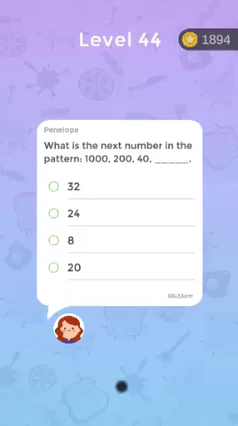 Level 44
1894
Penelope
What is the next number in the
pattern: 1000, 200, 40, _____.
32
24
8
20